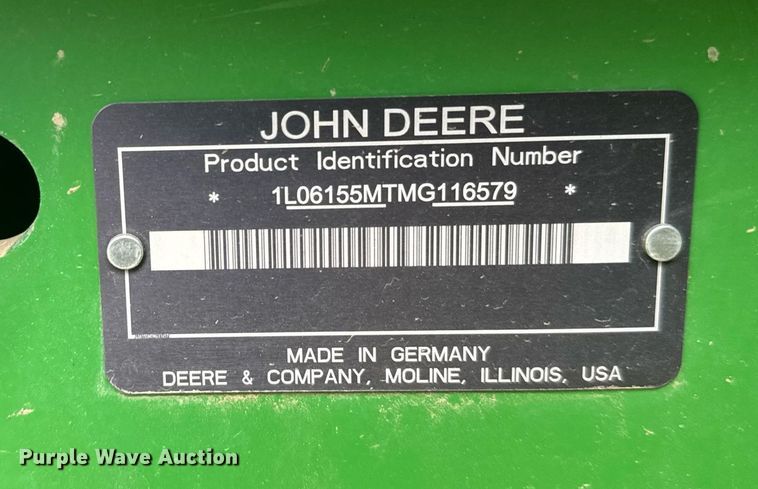 JOHN DEERE
Product Identification Number
* 1L06155MTMG116579 *
MADE IN GERMANY
DEERE & COMPANY, MOLINE, ILLINOIS, USA
Purple Wave Auction